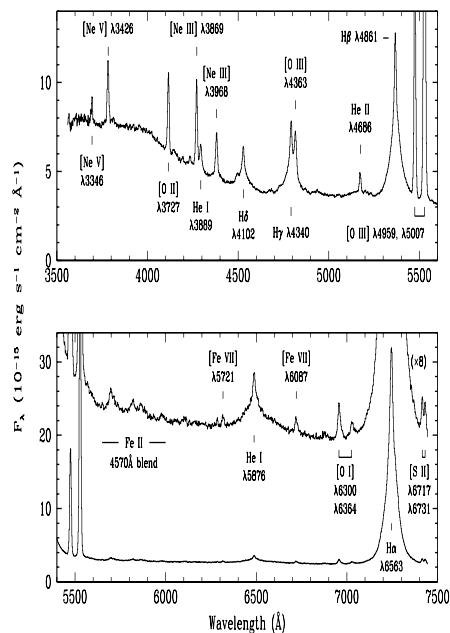 [Ne V] λ3426
[Ne III] λ3869
[Ne III]
λ3968
[O III]
λ4363
Hβ λ4861
He II
λ4686
[Ne V]
λ3346
[O II]
λ3727
He I
λ3889
Hδ
λ4102
Hγ λ4340
[O III] λ4959, λ5007
10
5
3500 4000 4500 5000 5500
F λ (10⁻¹⁵ erg s⁻¹ cm⁻² Å⁻¹)
[Fe VII]
λ5721
[Fe VII]
λ6087
(×8)
Fe II
4570Å blend
He I
λ5876
[O I]
λ6300
λ6364
[S II]
λ6717
λ6731
Hα
λ6563
30
20
10
0
5500 6000 6500 7000 7500
Wavelength (Å)